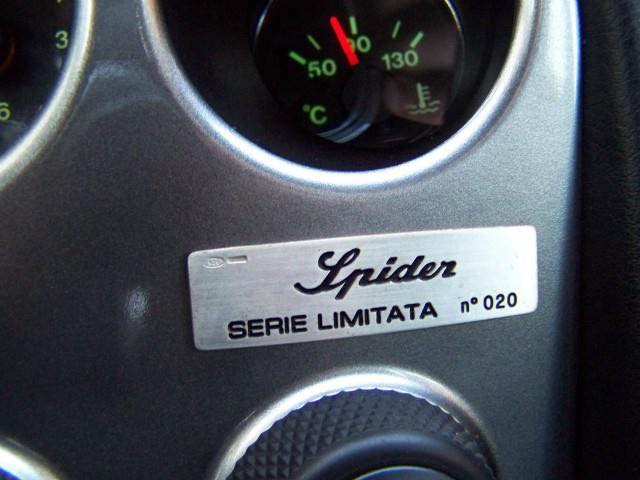 3
6
50 90 130
°C
Spider
SERIE LIMITATA n° 020